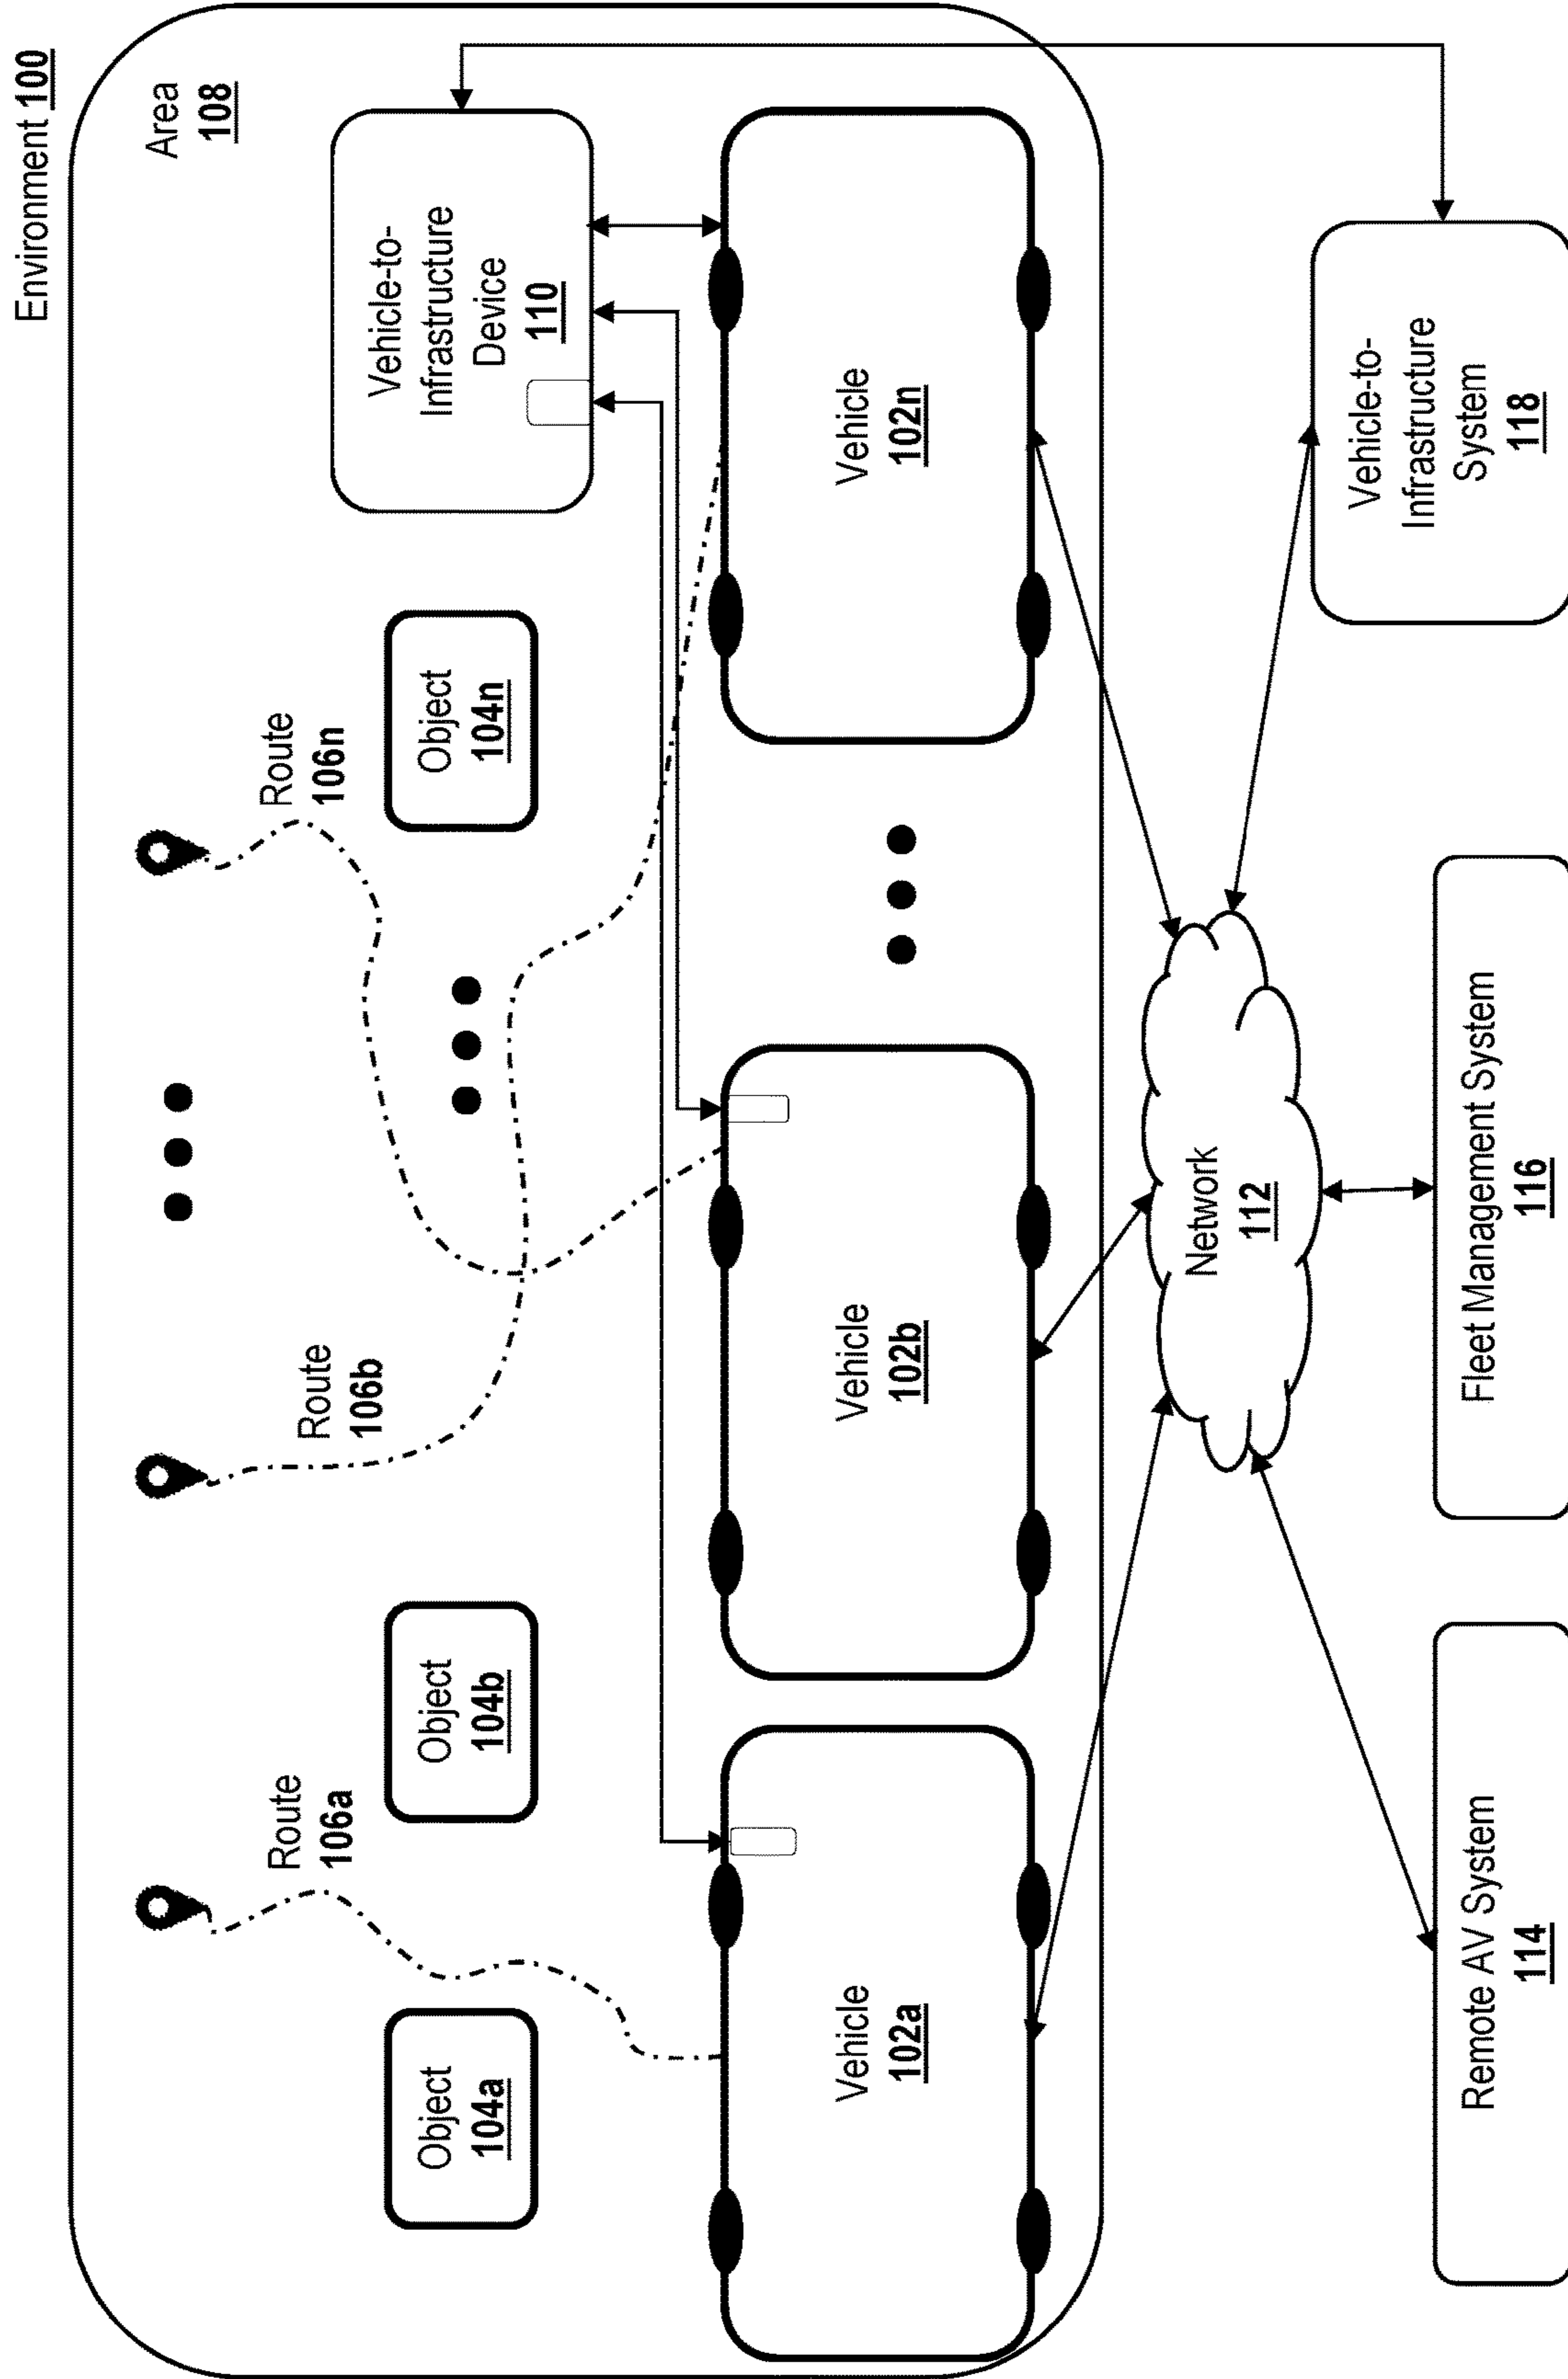 Environment 100
Area
108
Route
106a
Route
106b
Route
106n
Object
104a
Object
104b
Object
104n
Vehicle-to-
Infrastructure
Device
110
Vehicle
102a
Vehicle
102b
Vehicle
102n
Network
112
Vehicle-to-
Infrastructure
System
118
Remote AV System
114
Fleet Management System
116